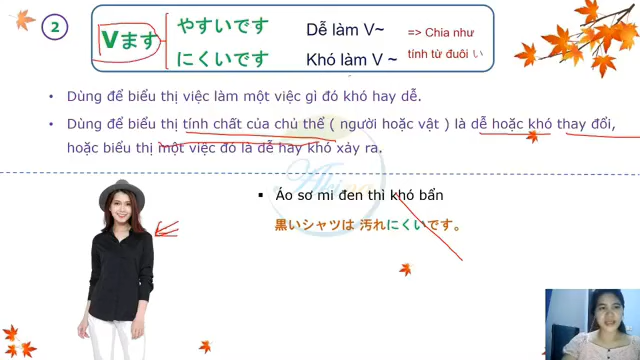 2
Vます
やすいです
Dễ làm V~
にくいです
Khó làm V ~
=> Chia như
tính từ đuôi い
• Dùng để biểu thị việc làm một việc gì đó khó hay dễ.
• Dùng để biểu thị tính chất của chủ thể ( người hoặc vật ) là dễ hoặc khó thay đổi,
hoặc biểu thị một việc đó là dễ hay khó xảy ra.
▪ Áo sơ mi đen thì khó bẩn
黒いシャツは 汚れにくいです。